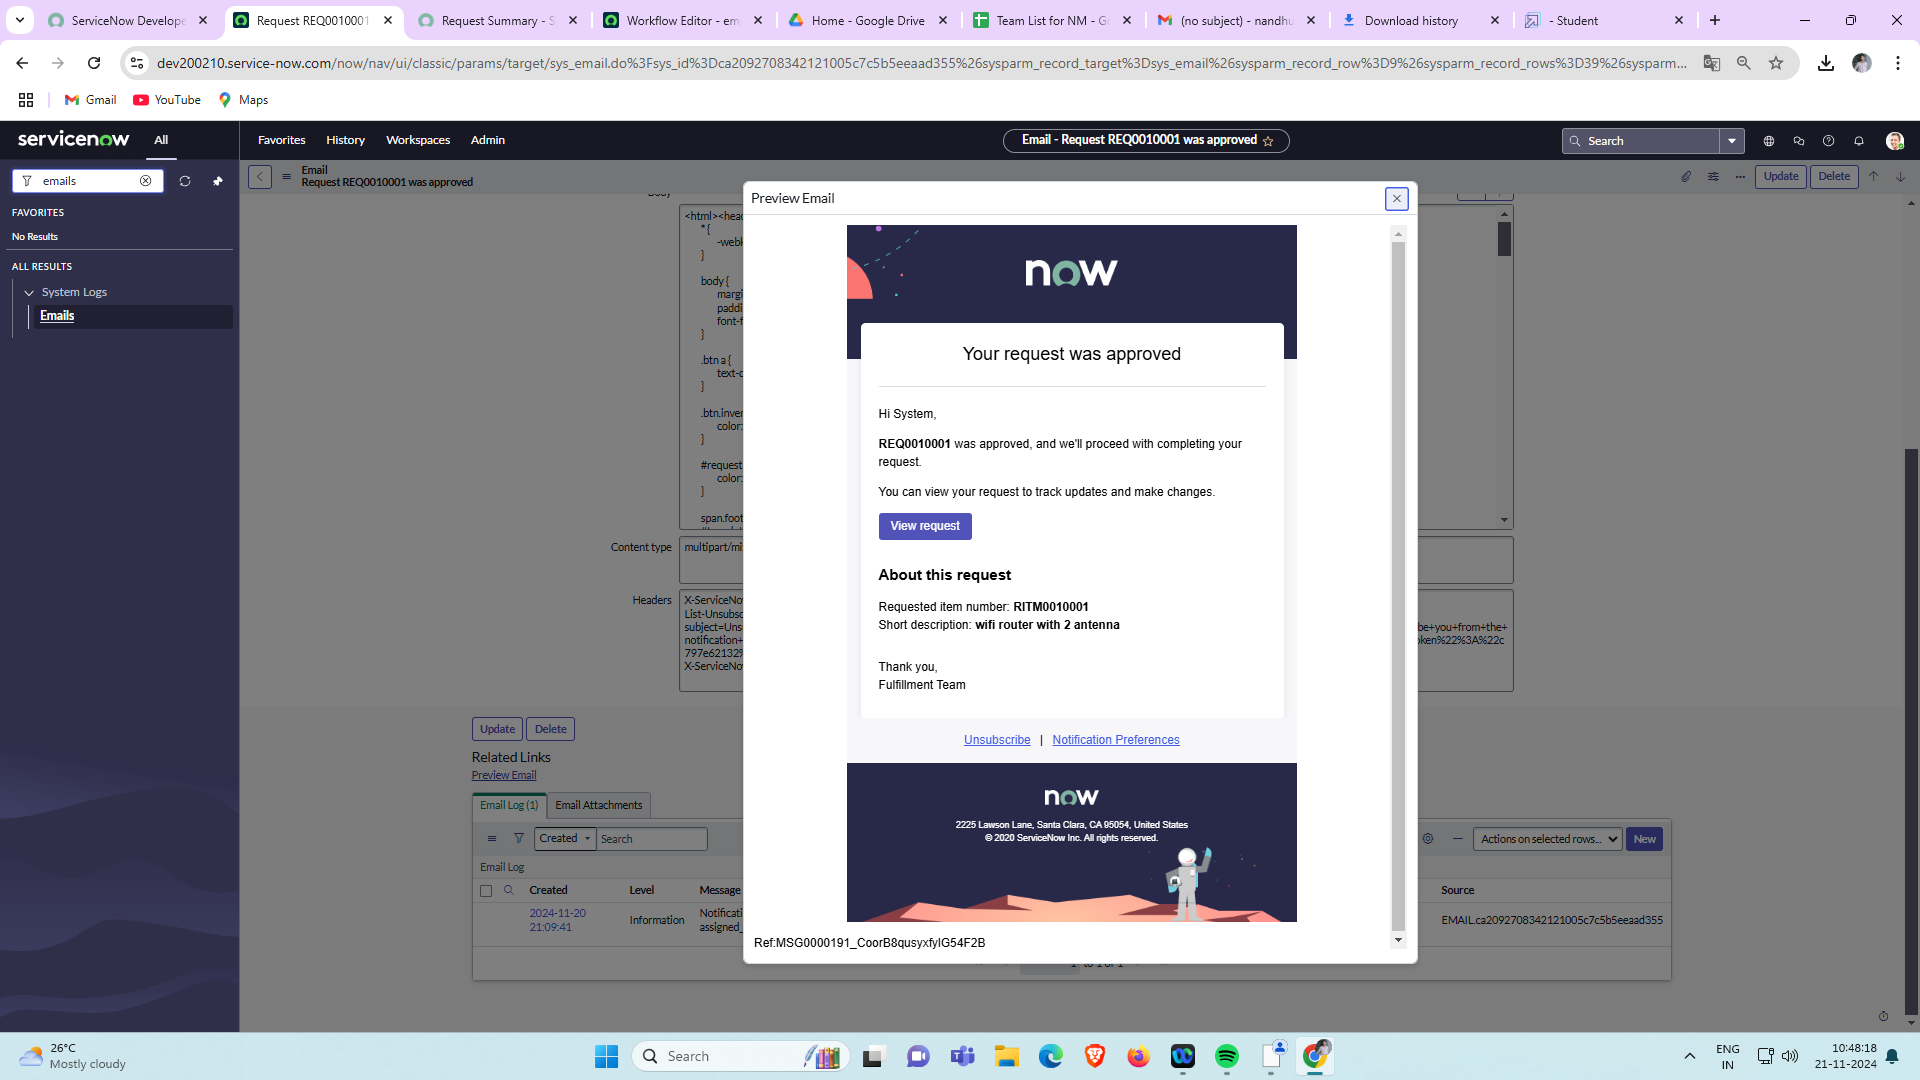 ServiceNow Develope
Request REQ0010001
Request Summary - S
Workflow Editor - em
Home - Google Drive
Team List for NM - Go
(no subject) - nandhu
Download history
- Student
dev200210.service-now.com/now/nav/ui/classic/params/target/sys_email.do%3Fsys_id%3Dca2092708342121005c7c5b5eeaad355%26sysparm_record_target%3Dsys_email%26sysparm_record_row%3D9%26sysparm_record_rows%3D39%26sysparm...
Gmail
YouTube
Maps
servicenow
All
Favorites
History
Workspaces
Admin
Email - Request REQ0010001 was approved
Search
emails
FAVORITES
No Results
ALL RESULTS
System Logs
Emails
Email
Request REQ0010001 was approved
Update
Delete
<html><head
* {
-webk
}
body {
margi
paddi
font-f
}
.btn a {
text-d
}
.btn.inver
color:
}
#request
color:
}
span.foot
Content type
multipart/mi
Headers
X-ServiceNo
List-Unsubsc
subject=Uns
notification+
797e62132%
X-ServiceNo
be+you+from+the+
ken%22%3A%22c
Preview Email
now
Your request was approved
Hi System,
REQ0010001 was approved, and we'll proceed with completing your
request.
You can view your request to track updates and make changes.
View request
About this request
Requested item number: RITM0010001
Short description: wifi router with 2 antenna
Thank you,
Fulfillment Team
Unsubscribe | Notification Preferences
now
2225 Lawson Lane, Santa Clara, CA 95054, United States
© 2020 ServiceNow Inc. All rights reserved.
Ref:MSG0000191_CoorB8qusyxfyIG54F2B
Update
Delete
Related Links
Preview Email
Email Log (1)
Email Attachments
Created
Search
Actions on selected rows...
New
Email Log
Created
Level
Message
Source
2024-11-20
21:09:41
Information
Notificati
assigned_
EMAIL.ca2092708342121005c7c5b5eeaad355
26°C
Mostly cloudy
Search
ENG
IN
10:48:18
21-11-2024